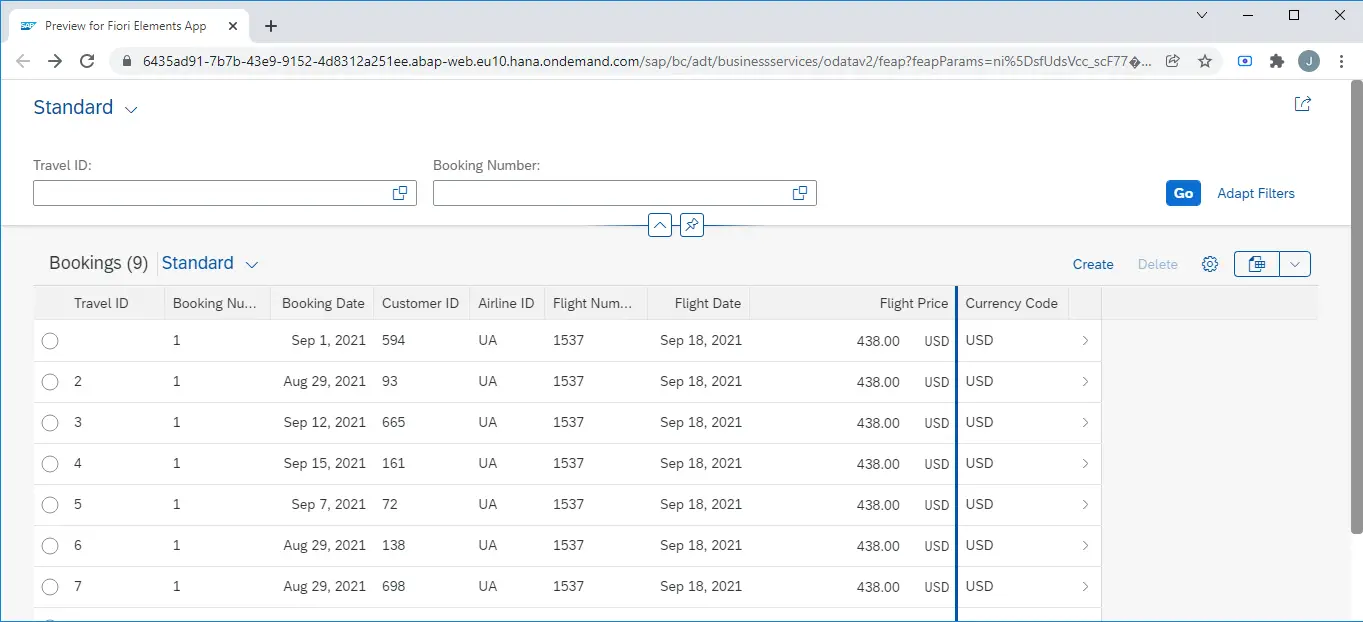 SAP Preview for Fiori Elements App
6435ad91-7b7b-43e9-9152-4d8312a251ee.abap-web.eu10.hana.ondemand.com/sap/bc/adt/businessservices/odatav2/feap?feapParams=ni%5DsfUdsVcc_scF77�... J
Standard
Travel ID: Booking Number:
Go Adapt Filters
Bookings (9) Standard Create Delete
Travel ID Booking Nu... Booking Date Customer ID Airline ID Flight Num... Flight Date Flight Price Currency Code
1 Sep 1, 2021 594 UA 1537 Sep 18, 2021 438.00 USD USD
2 1 Aug 29, 2021 93 UA 1537 Sep 18, 2021 438.00 USD USD
3 1 Sep 12, 2021 665 UA 1537 Sep 18, 2021 438.00 USD USD
4 1 Sep 15, 2021 161 UA 1537 Sep 18, 2021 438.00 USD USD
5 1 Sep 7, 2021 72 UA 1537 Sep 18, 2021 438.00 USD USD
6 1 Aug 29, 2021 138 UA 1537 Sep 18, 2021 438.00 USD USD
7 1 Aug 29, 2021 698 UA 1537 Sep 18, 2021 438.00 USD USD